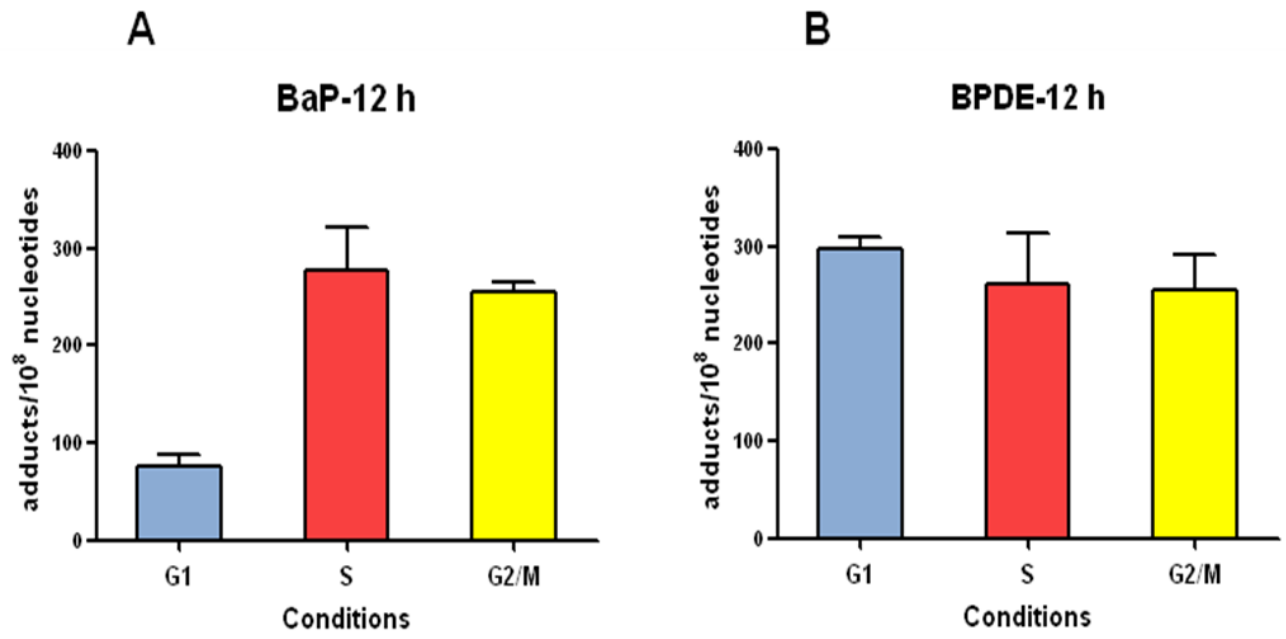 A
BaP-12 h
adducts/10⁸ nucleotides
400
300
200
100
0
G1 S G2/M
Conditions
B
BPDE-12 h
adducts/10⁸ nucleotides
400
300
200
100
0
G1 S G2/M
Conditions